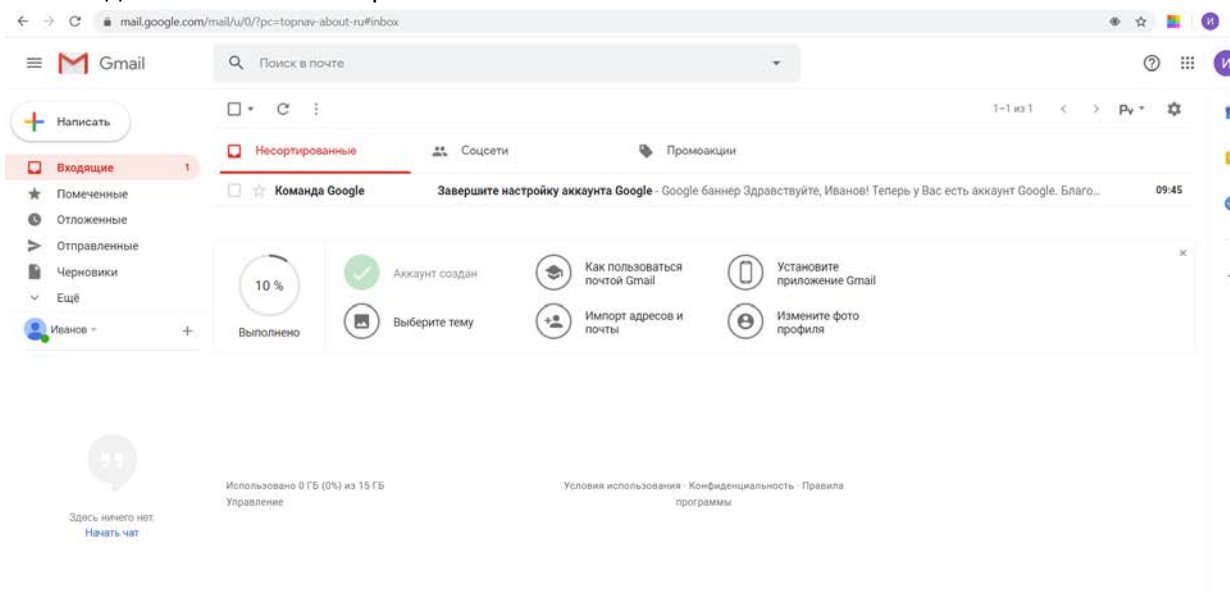 mail.google.com/mail/u/0/?pc=topnav-about-ru#inbox
И
Gmail
Поиск в почте
Написать
1–1 из 1
Ру
Несортированные
Соцсети
Промоакции
Входящие 1
Команда Google
Завершите настройку аккаунта Google - Google баннер Здравствуйте, Иванов! Теперь у Вас есть аккаунт Google. Благо...
09:45
Помеченные
Отложенные
Отправленные
Черновики
Ещё
Иванов
10 %
Выполнено
Аккаунт создан
Как пользоваться
почтой Gmail
Установите
приложение Gmail
Выберите тему
Импорт адресов и
почты
Измените фото
профиля
Использовано 0 ГБ (0%) из 15 ГБ
Управление
Условия использования · Конфиденциальность · Правила
программы
Здесь ничего нет.
Начать чат